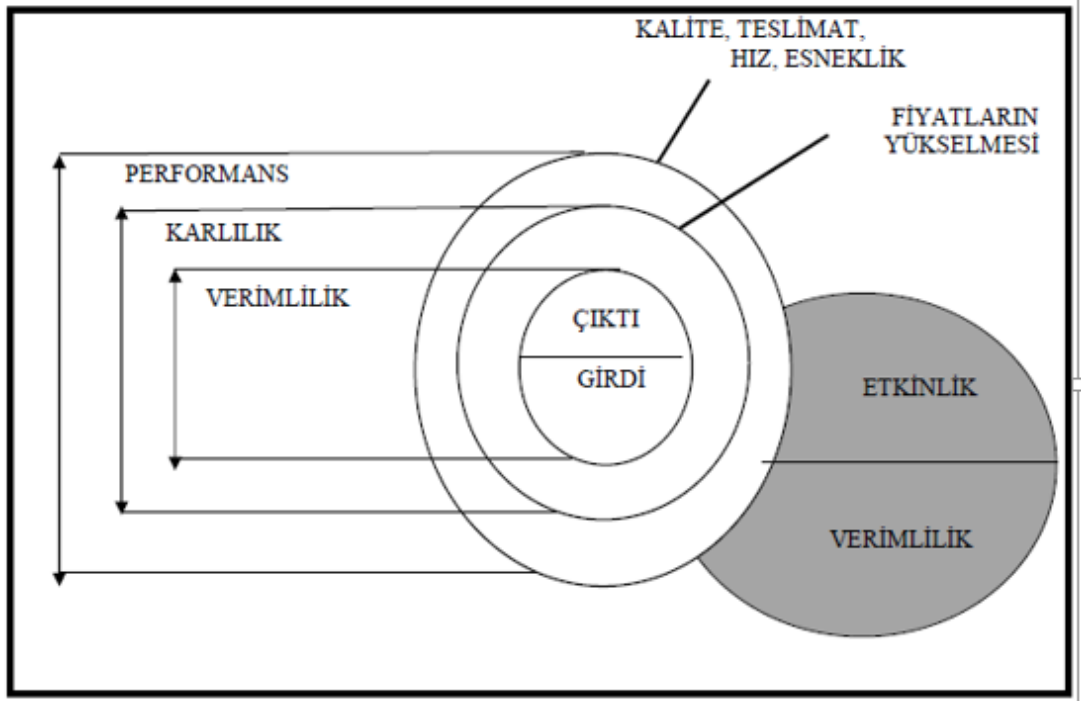 KALİTE, TESLİMAT,
HIZ, ESNEKLİK
FİYATLARIN
YÜKSELMESİ
PERFORMANS
KARLILIK
VERİMLİLİK
ÇIKTI
GİRDİ
ETKİNLİK
VERİMLİLİK